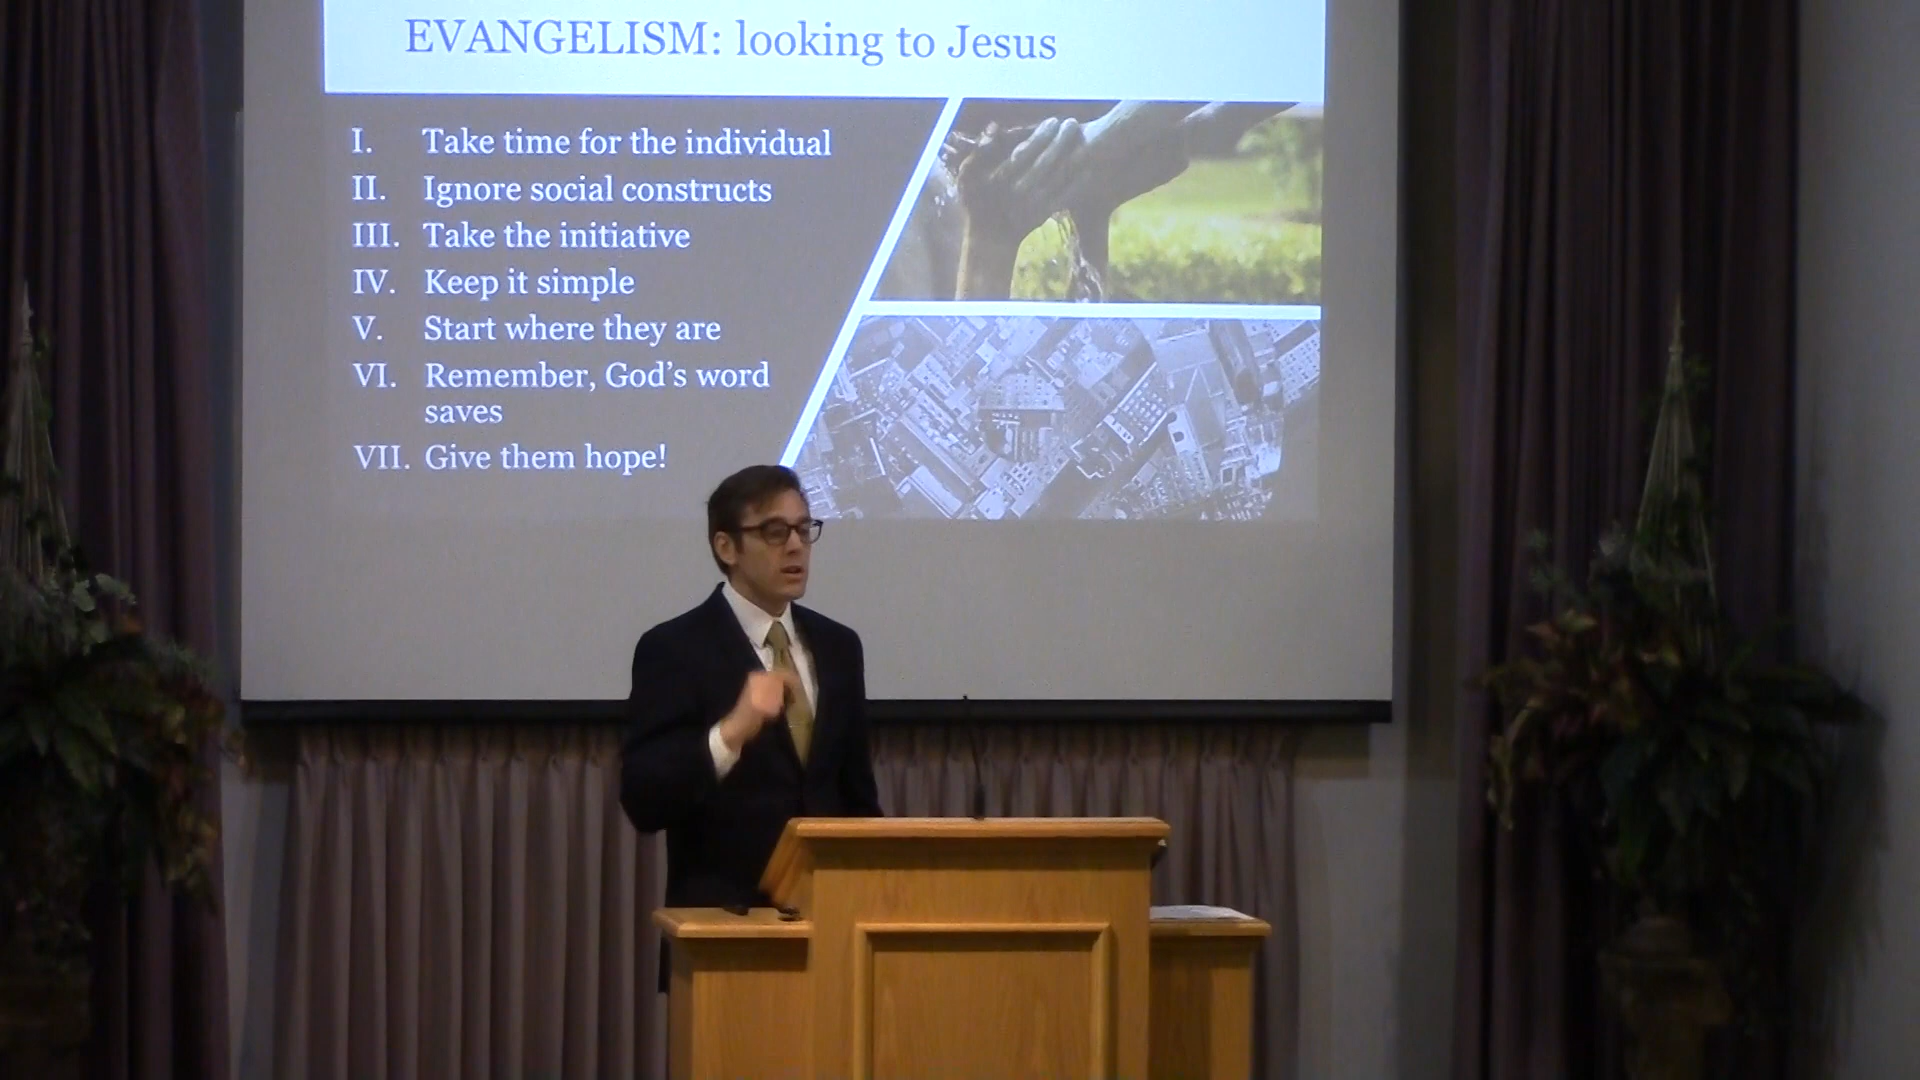 EVANGELISM: looking to Jesus
I. Take time for the individual
II. Ignore social constructs
III. Take the initiative
IV. Keep it simple
V. Start where they are
VI. Remember, God’s word
saves
VII. Give them hope!